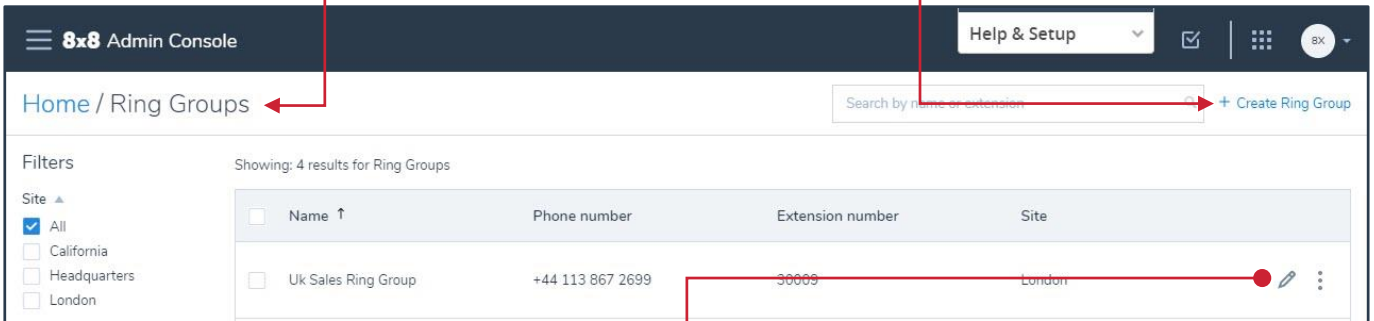 8x8 Admin Console
Help & Setup
8X
Home / Ring Groups
Search by name or extension
+ Create Ring Group
Filters
Showing: 4 results for Ring Groups
Site
Name ↑ Phone number Extension number Site
All
California
Headquarters
London
Uk Sales Ring Group +44 113 867 2699 30009 London